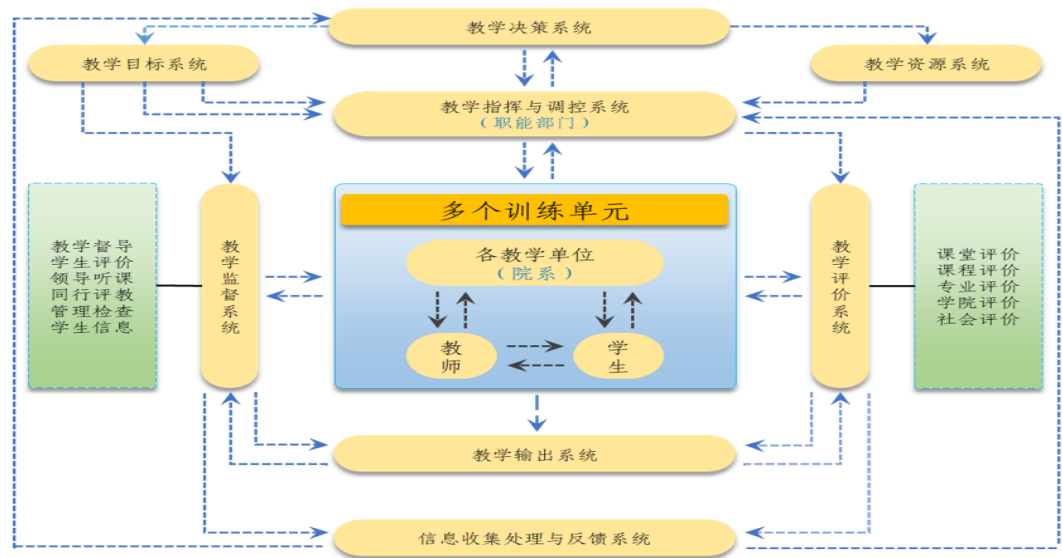 教学决策系统
教学目标系统
教学资源系统
教学指挥与调控系统
（职能部门）
多个训练单元
各教学单位
（院系）
教师
学生
教学督导
学生评价
领导听课
同行评教
管理检查
学生信息
教学监督系统
教学评价系统
课堂评价
课程评价
专业评价
学院评价
社会评价
教学输出系统
信息收集处理与反馈系统